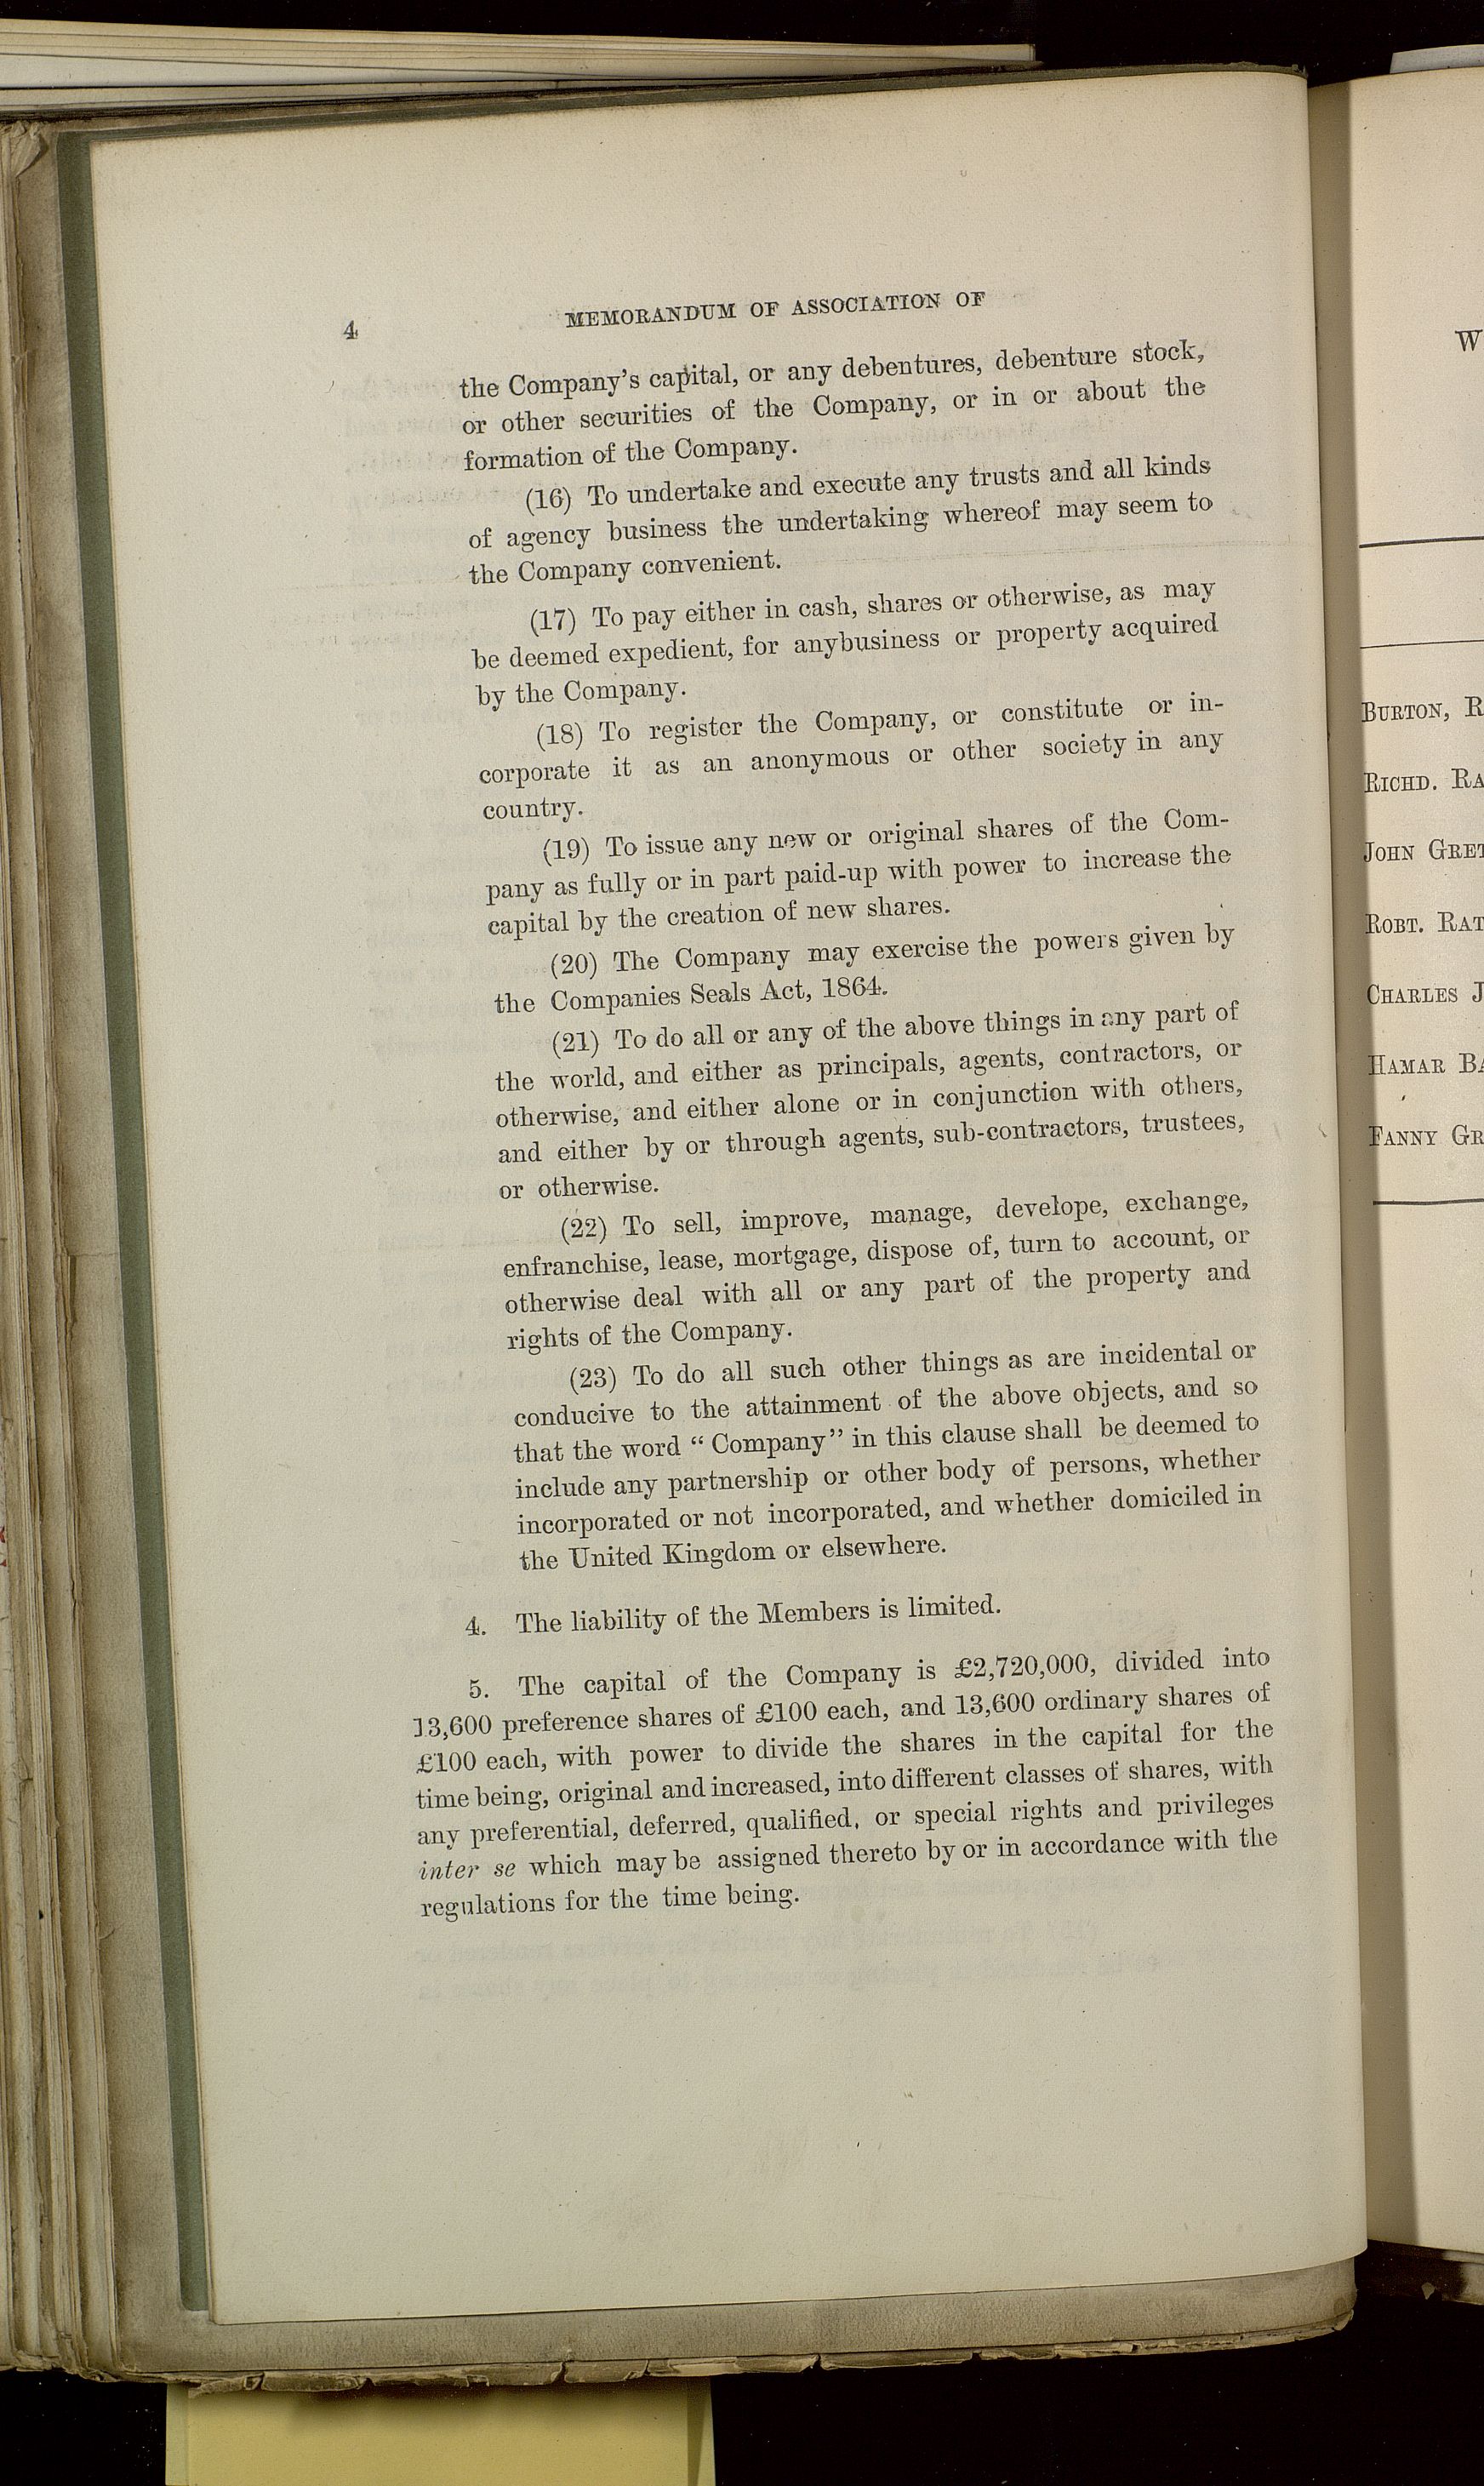 4
MEMORANDUM OF ASSOCIATION OF
the Company's capital, or any debentures, debenture stock,
or other securities of the Company, or in or about the
formation of the Company.
(16) To undertake and execute any trusts and all kinds
of agency business the undertaking whereof may seem to
the Company convenient.
(17) To pay either in cash, shares or otherwise, as may
be deemed expedient, for anybusiness or property acquired
by the Company.
(18) To register the Company, or constitute or in-
corporate it as an anonymous or other society in any
country.
(19) To issue any new or original shares of the Com-
pany as fully or in part paid-up with power to increase the
capital by the creation of new shares.
(20) The Company may exercise the powers given by
the Companies Seals Act, 1864.
(21) To do all or any of the above things in any part of
the world, and either as principals, agents, contractors, or
otherwise, and either alone or in conjunction with others,
and either by or through agents, sub-contractors, trustees,
or otherwise.
(22) To sell, improve, manage, develope, exchange,
enfranchise, lease, mortgage, dispose of, turn to account, or
otherwise deal with all or any part of the property and
rights of the Company.
(23) To do all such other things as are incidental or
conducive to the attainment of the above objects, and so
that the word "Company" in this clause shall be deemed to
include any partnership or other body of persons, whether
incorporated or not incorporated, and whether domiciled in
the United Kingdom or elsewhere.
4. The liability of the Members is limited.
5. The capital of the Company is £2,720,000, divided into
13,600 preference shares of £100 each, and 13,600 ordinary shares of
£100 each, with power to divide the shares in the capital for the
time being, original and increased, into different classes of shares, with
any preferential, deferred, qualified, or special rights and privileges
inter se which may be assigned thereto by or in accordance with the
regulations for the time being.
W
BURTON, R
RICHD. RA
JOHN GRET
ROBT. RAT
CHARLES J
HAMAR BA
FANNY GR